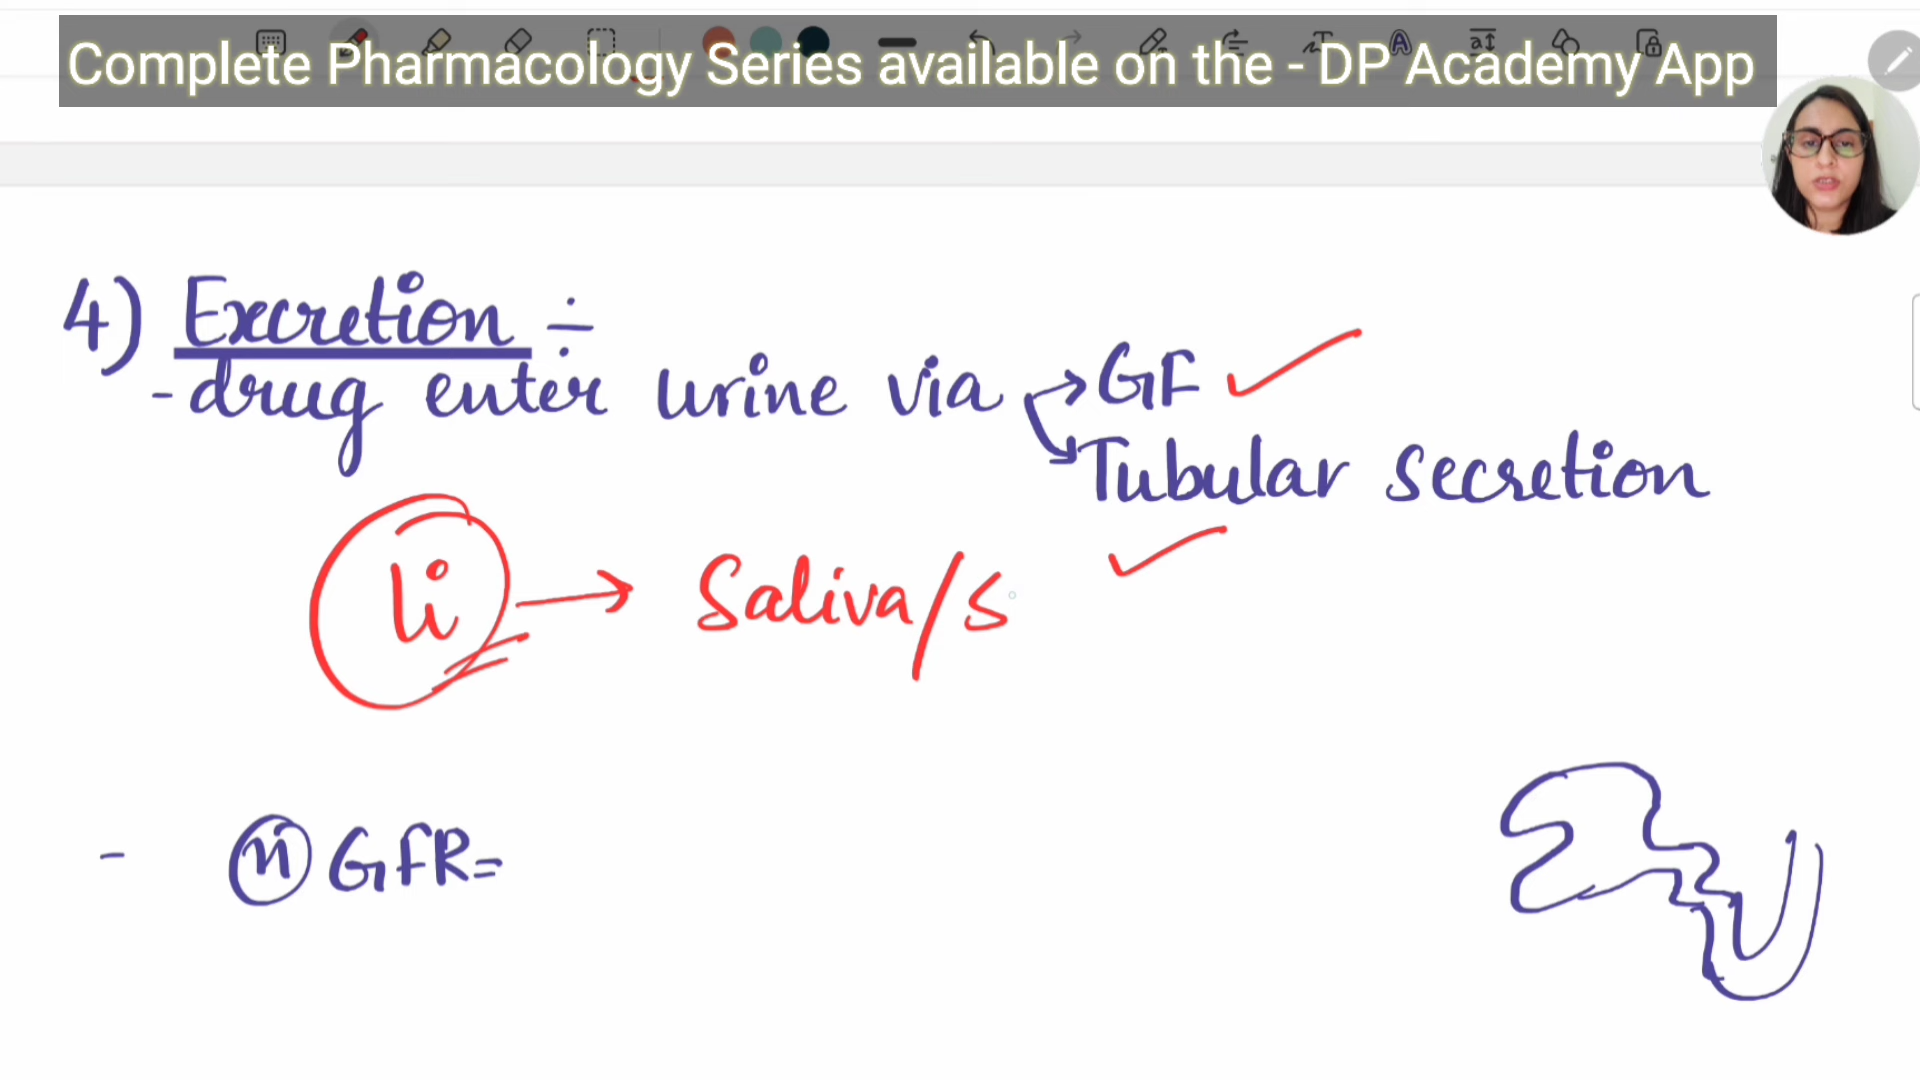 Complete Pharmacology Series available on the - DP Academy App
4) Excretion ÷
- drug enter urine via → GF ✓
↘ Tubular secretion ✓
Li → Saliva/s
- (n) GFR=